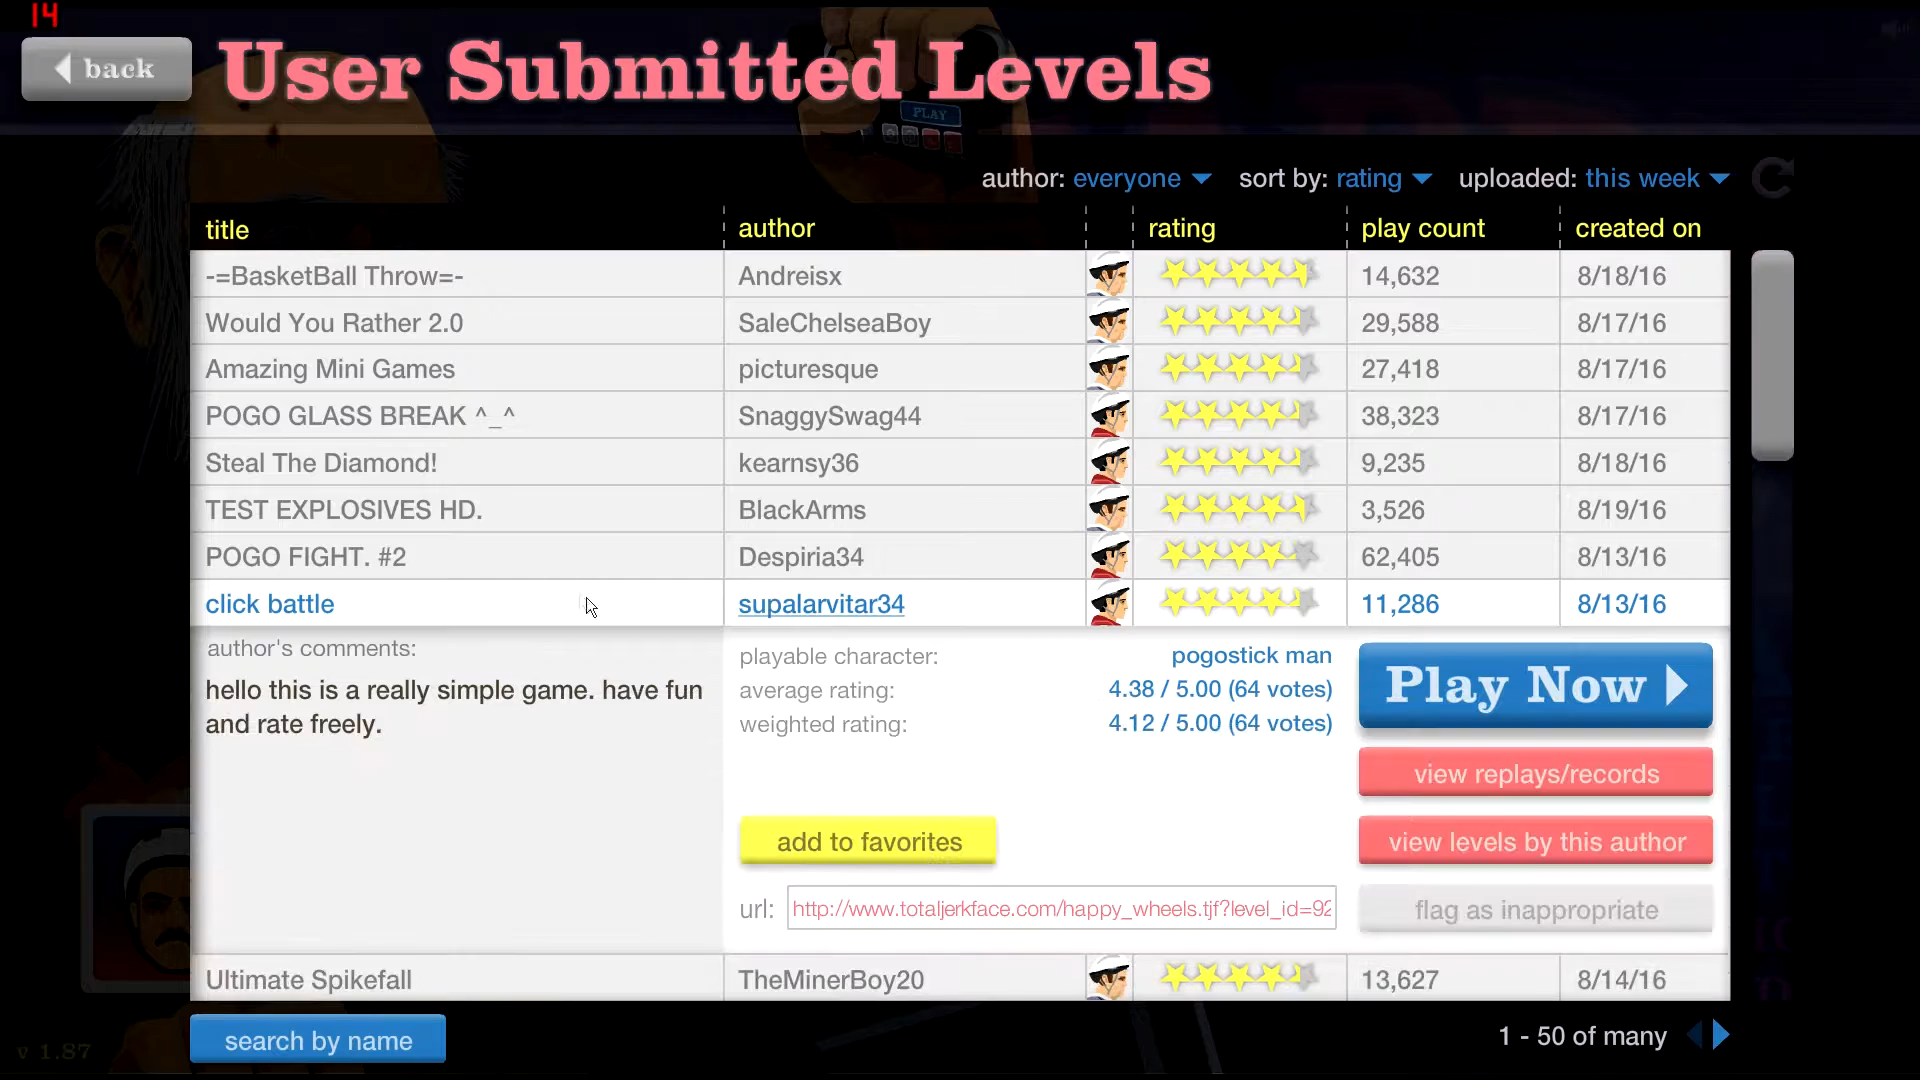 14
back
User Submitted Levels
PLAY
author: everyone sort by: rating uploaded: this week
title author rating play count created on
-=BasketBall Throw=- Andreisx 14,632 8/18/16
Would You Rather 2.0 SaleChelseaBoy 29,588 8/17/16
Amazing Mini Games picturesque 27,418 8/17/16
POGO GLASS BREAK ^_^ SnaggySwag44 38,323 8/17/16
Steal The Diamond! kearnsy36 9,235 8/18/16
TEST EXPLOSIVES HD. BlackArms 3,526 8/19/16
POGO FIGHT. #2 Despiria34 62,405 8/13/16
click battle supalarvitar34 11,286 8/13/16
author's comments:
hello this is a really simple game. have fun
and rate freely.
playable character: pogostick man
average rating: 4.38 / 5.00 (64 votes)
weighted rating: 4.12 / 5.00 (64 votes)
Play Now
view replays/records
add to favorites
view levels by this author
url: http://www.totaljerkface.com/happy_wheels.tjf?level_id=92
flag as inappropriate
Ultimate Spikefall TheMinerBoy20 13,627 8/14/16
search by name
1 - 50 of many
v 1.87